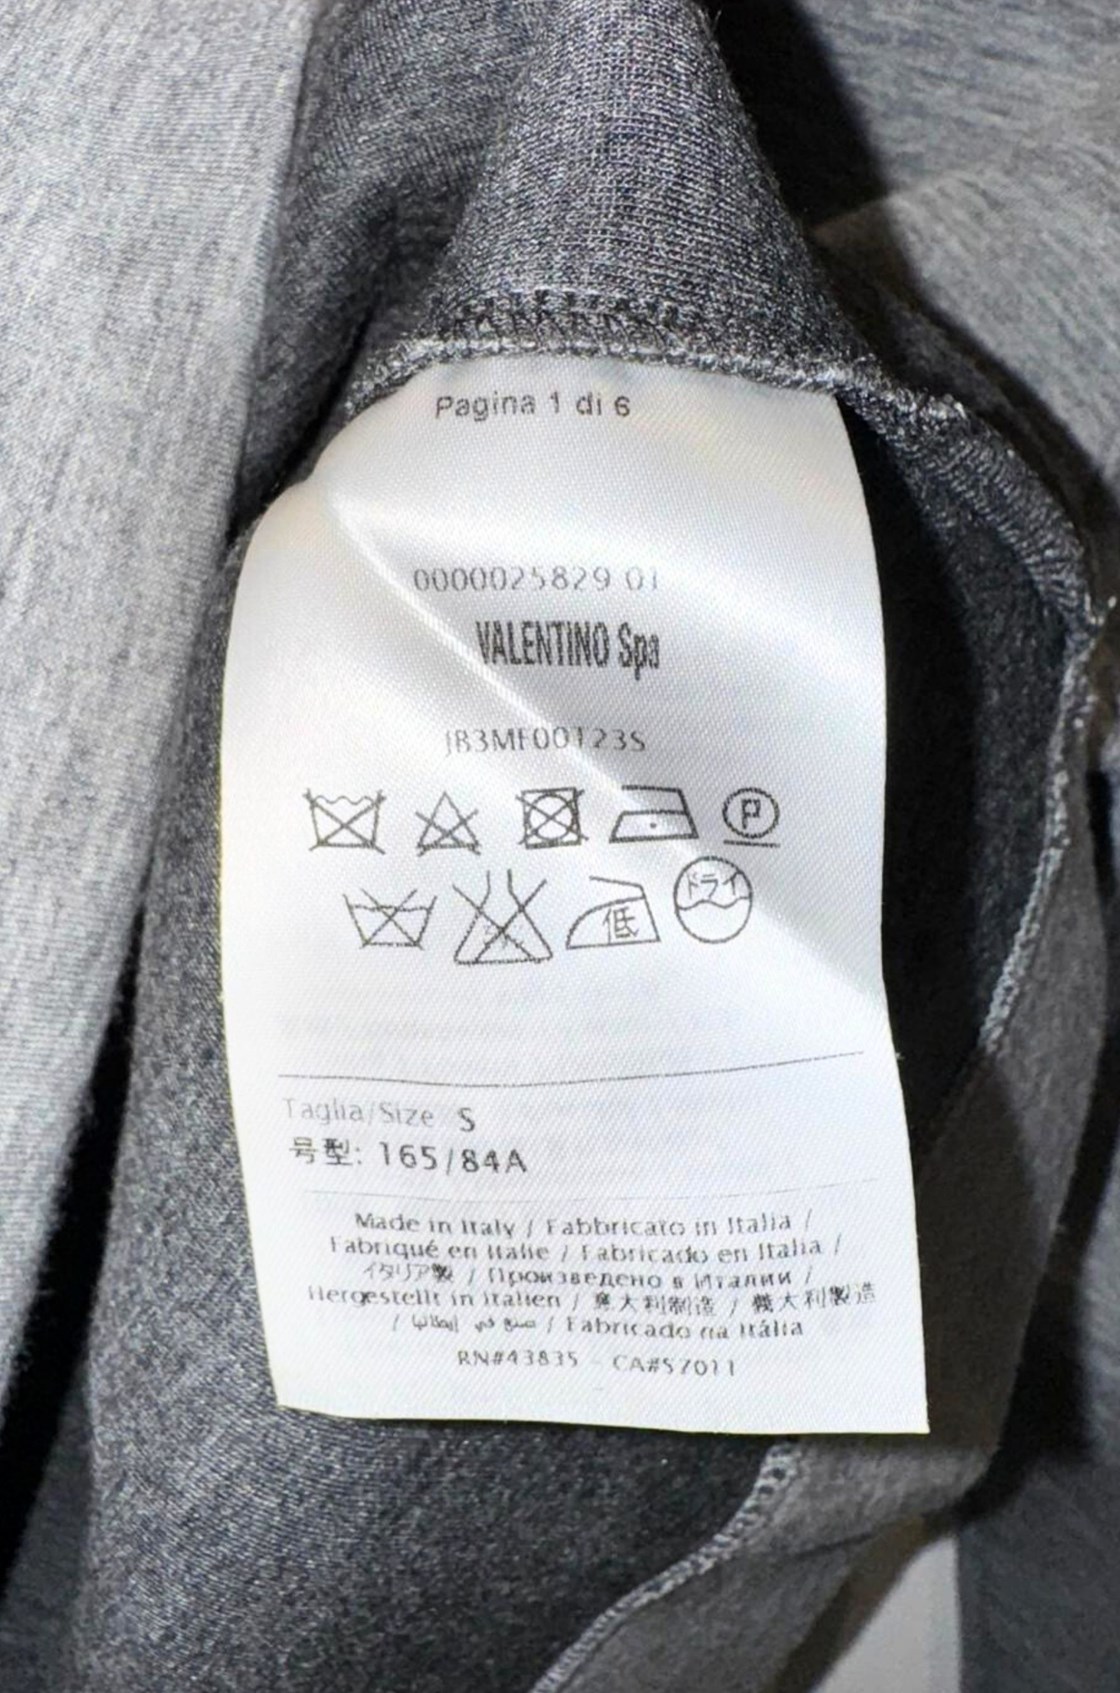 Pagina 1 di 6
0000025829 01
VALENTINO Spa
JB3MF00T23S
P
低 ドライ
Taglia/Size S
号型: 165/84A
Made in Italy / Fabbricato in Italia /
Fabriqué en Italie / Fabricado en Italia /
イタリア製 / Произведено в Италии /
Hergestellt in Italien / 意大利制造 / 義大利製造
/ صنع في إيطاليا / Fabricado na Itália
RN#43835 - CA#57011